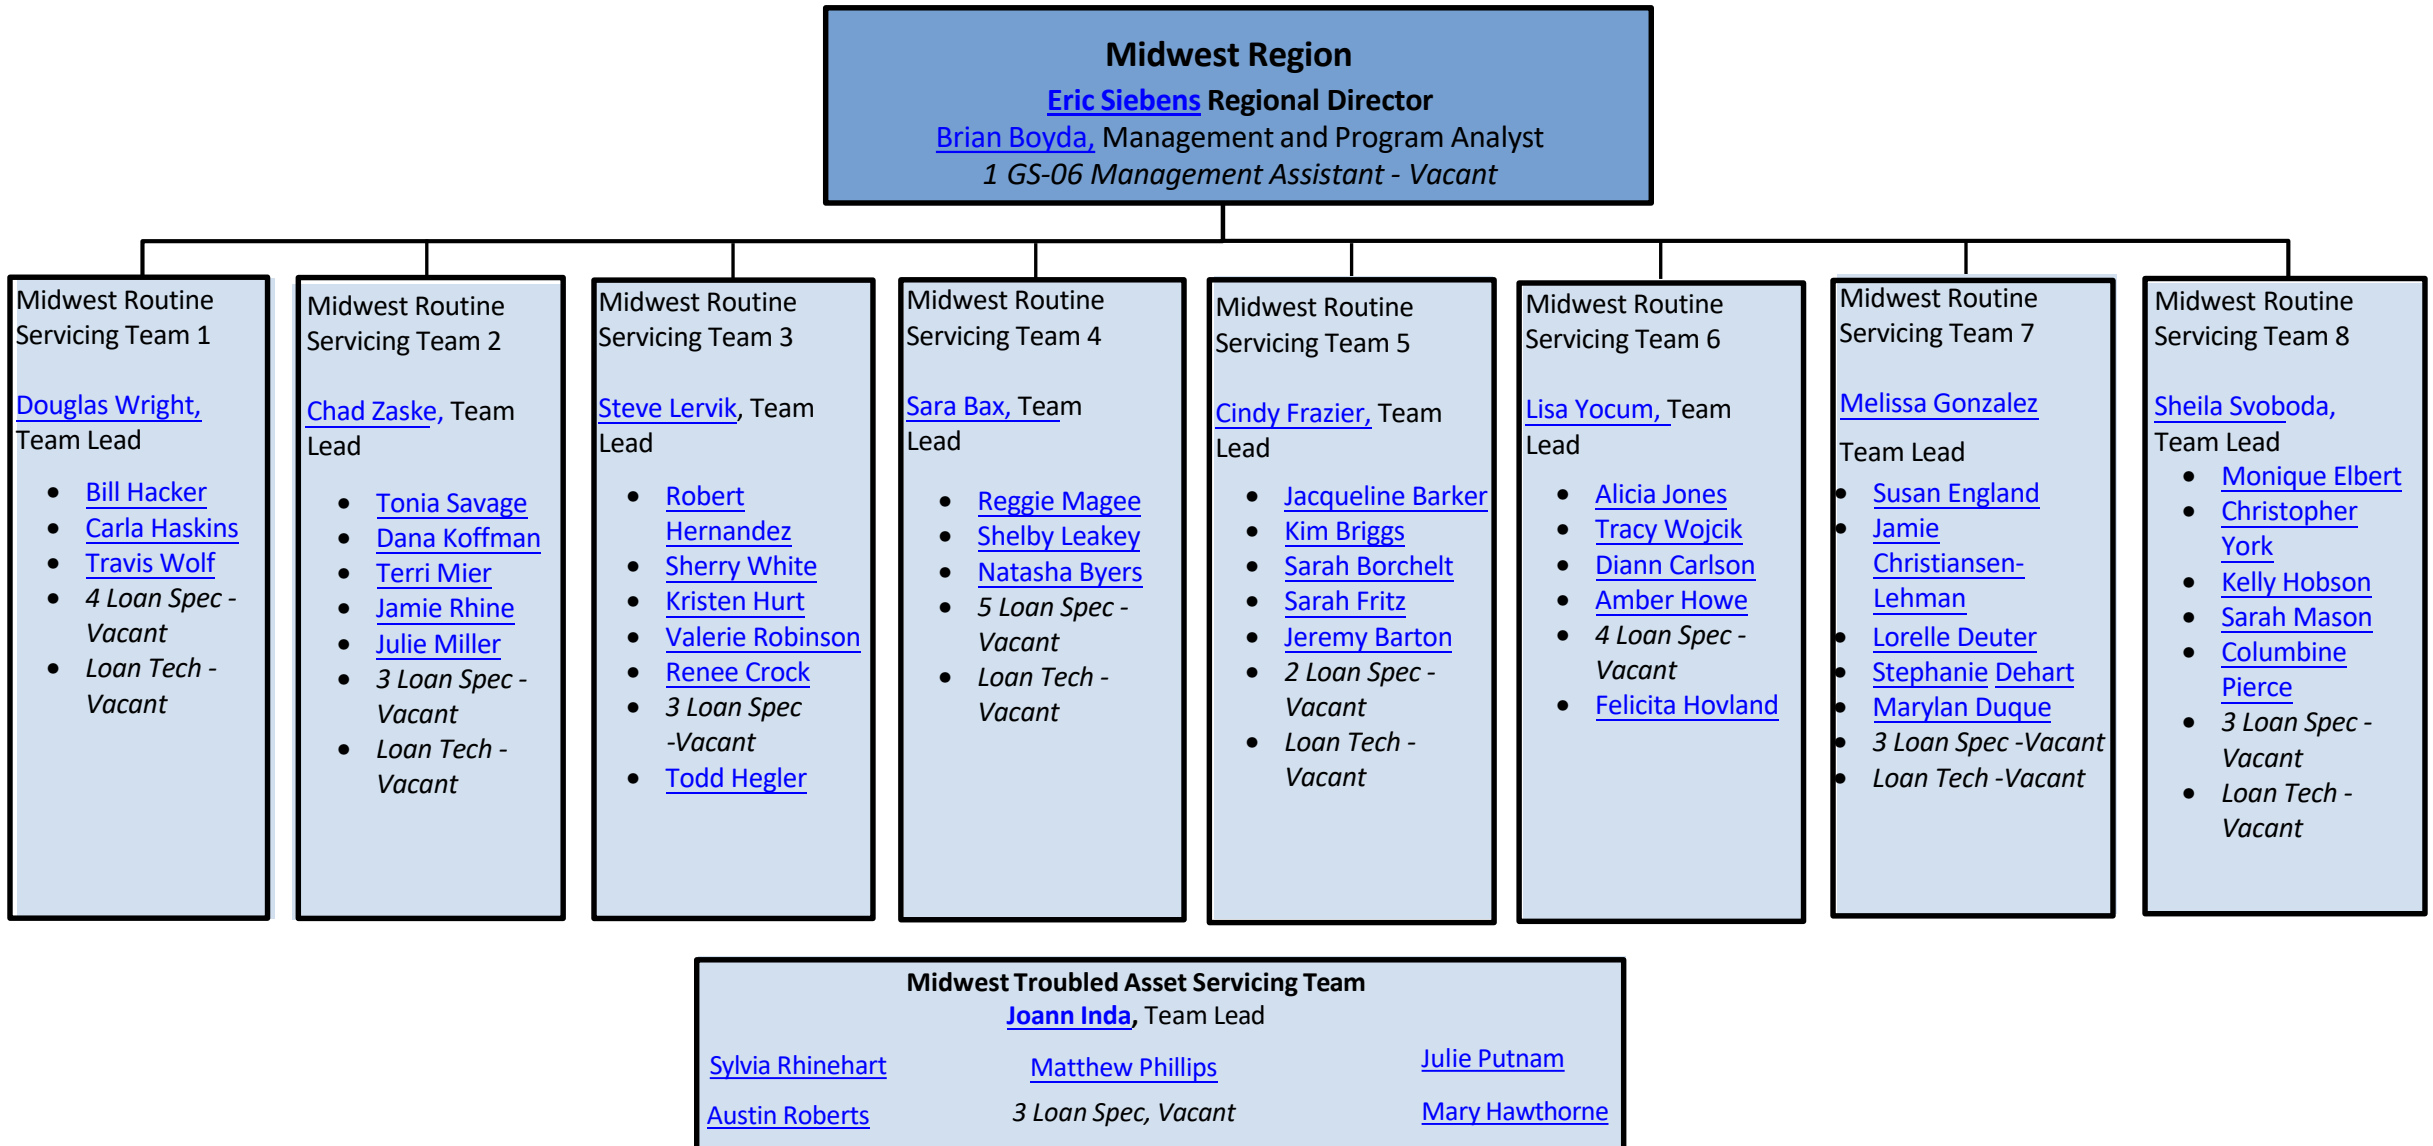 Midwest Region
Eric Siebens Regional Director
Brian Boyda, Management and Program Analyst
1 GS-06 Management Assistant - Vacant
Midwest Routine
Servicing Team 1
Douglas Wright,
Team Lead
• Bill Hacker
• Carla Haskins
• Travis Wolf
• 4 Loan Spec -
Vacant
• Loan Tech -
Vacant
Midwest Routine
Servicing Team 2
Chad Zaske, Team
Lead
• Tonia Savage
• Dana Koffman
• Terri Mier
• Jamie Rhine
• Julie Miller
• 3 Loan Spec -
Vacant
• Loan Tech -
Vacant
Midwest Routine
Servicing Team 3
Steve Lervik, Team
Lead
• Robert
Hernandez
• Sherry White
• Kristen Hurt
• Valerie Robinson
• Renee Crock
• 3 Loan Spec
-Vacant
• Todd Hegler
Midwest Routine
Servicing Team 4
Sara Bax, Team
Lead
• Reggie Magee
• Shelby Leakey
• Natasha Byers
• 5 Loan Spec -
Vacant
• Loan Tech -
Vacant
Midwest Routine
Servicing Team 5
Cindy Frazier, Team
Lead
• Jacqueline Barker
• Kim Briggs
• Sarah Borchelt
• Sarah Fritz
• Jeremy Barton
• 2 Loan Spec -
Vacant
• Loan Tech -
Vacant
Midwest Routine
Servicing Team 6
Lisa Yocum, Team
Lead
• Alicia Jones
• Tracy Wojcik
• Diann Carlson
• Amber Howe
• 4 Loan Spec -
Vacant
• Felicita Hovland
Midwest Routine
Servicing Team 7
Melissa Gonzalez
Team Lead
• Susan England
• Jamie
Christiansen-
Lehman
• Lorelle Deuter
• Stephanie Dehart
• Marylan Duque
• 3 Loan Spec -Vacant
• Loan Tech -Vacant
Midwest Routine
Servicing Team 8
Sheila Svoboda,
Team Lead
• Monique Elbert
• Christopher
York
• Kelly Hobson
• Sarah Mason
• Columbine
Pierce
• 3 Loan Spec -
Vacant
• Loan Tech -
Vacant
Midwest Troubled Asset Servicing Team
Joann Inda, Team Lead
Sylvia Rhinehart Matthew Phillips Julie Putnam
Austin Roberts 3 Loan Spec, Vacant Mary Hawthorne